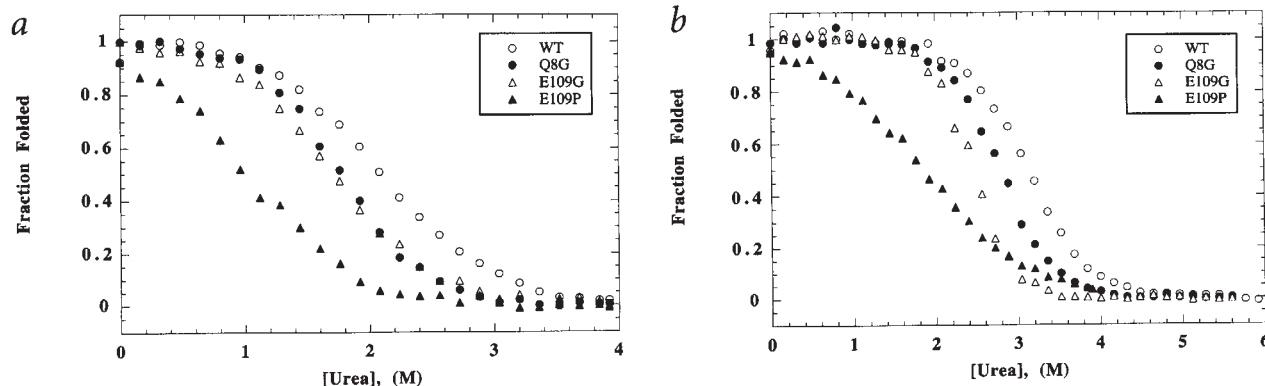 a
1
0.8
0.6
0.4
0.2
0
Fraction Folded
WT
Q8G
E109G
E109P
0 1 2 3 4
[Urea], (M)
b
1
0.8
0.6
0.4
0.2
0
Fraction Folded
WT
Q8G
E109G
E109P
0 1 2 3 4 5 6
[Urea], (M)